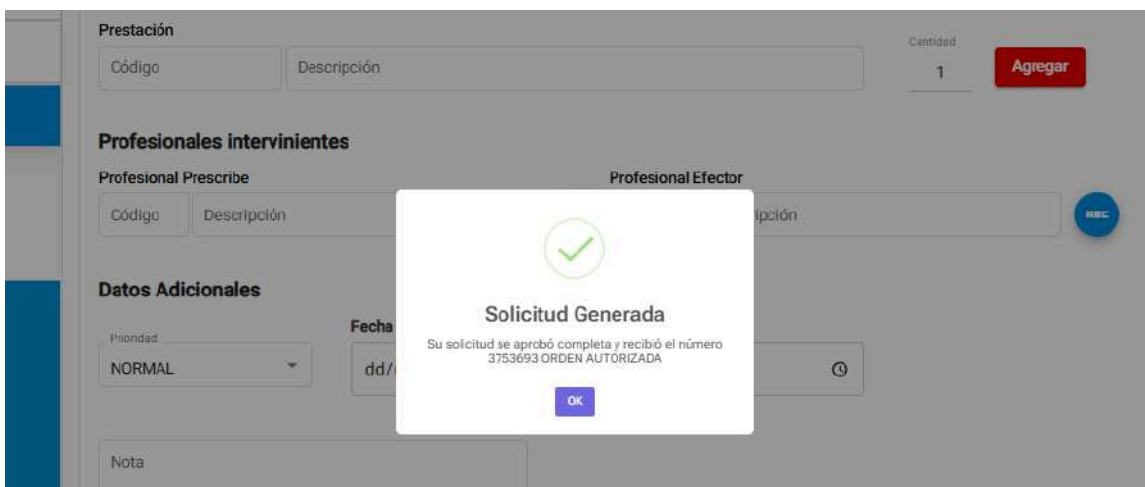 Prestación
Cantidad
Código
Descripción
1
Agregar
Profesionales intervinientes
Profesional Prescribe
Profesional Efector
Código
Descripción
ipción
Datos Adicionales
Solicitud Generada
Prioridad
Fecha
Su solicitud se aprobó completa y recibió el número
3753693 ORDEN AUTORIZADA
NORMAL
dd/
OK
Nota